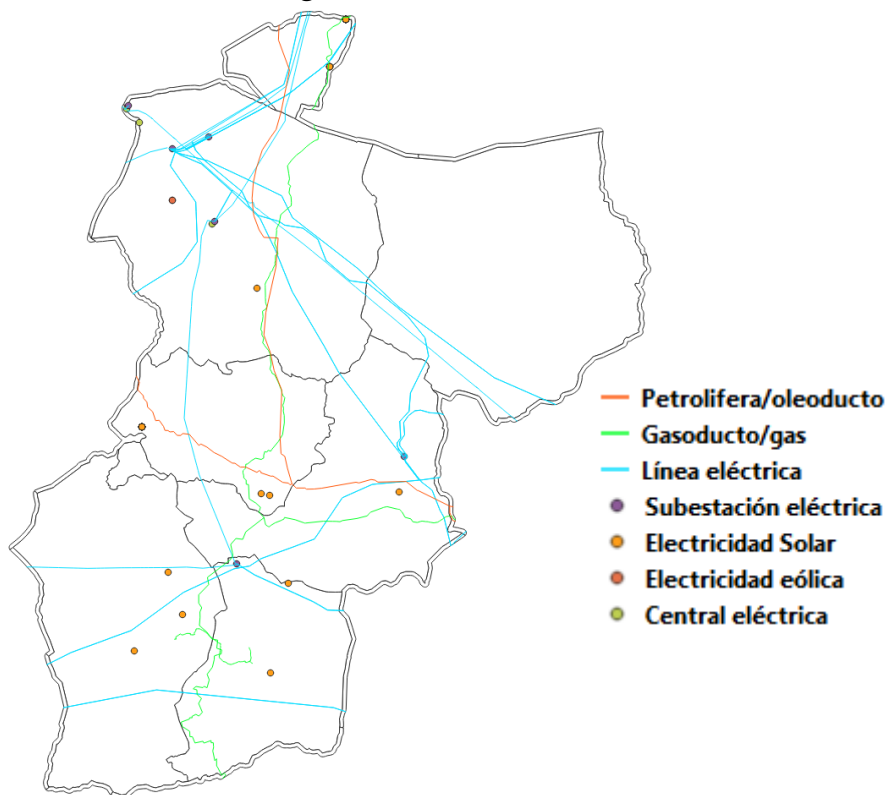 Petrolifera/oleoducto
Gasoducto/gas
Línea eléctrica
Subestación eléctrica
Electricidad Solar
Electricidad eólica
Central eléctrica